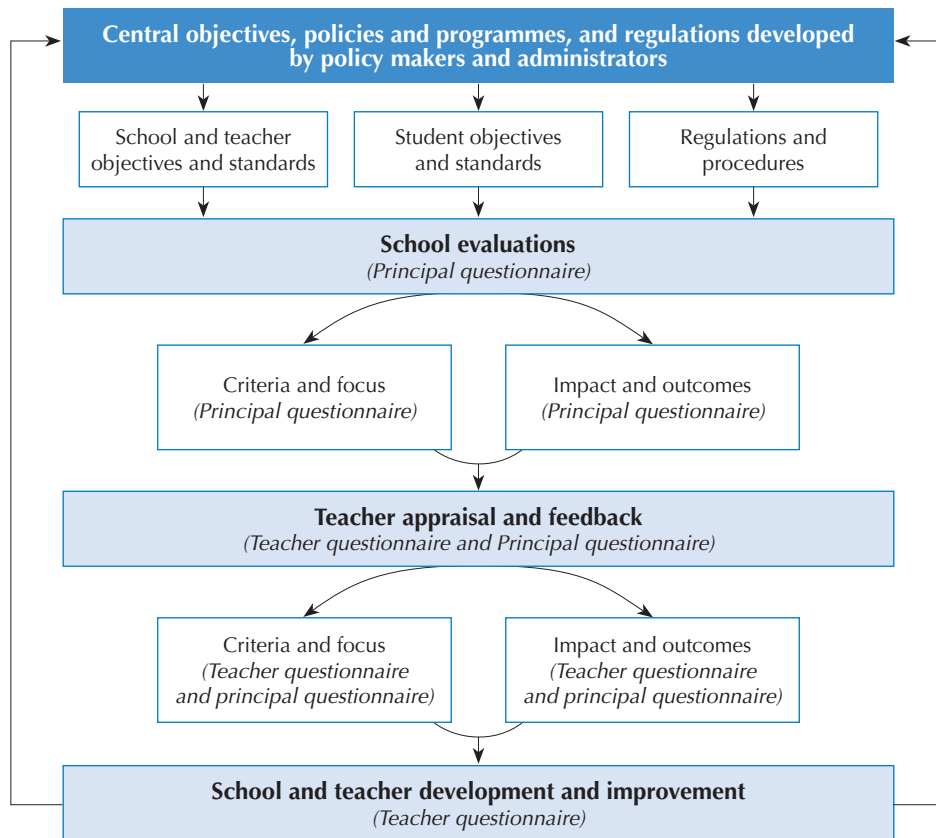 Central objectives, policies and programmes, and regulations developed
by policy makers and administrators
School and teacher
objectives and standards
Student objectives
and standards
Regulations and
procedures
School evaluations
(Principal questionnaire)
Criteria and focus
(Principal questionnaire)
Impact and outcomes
(Principal questionnaire)
Teacher appraisal and feedback
(Teacher questionnaire and Principal questionnaire)
Criteria and focus
(Teacher questionnaire
and principal questionnaire)
Impact and outcomes
(Teacher questionnaire
and principal questionnaire)
School and teacher development and improvement
(Teacher questionnaire)